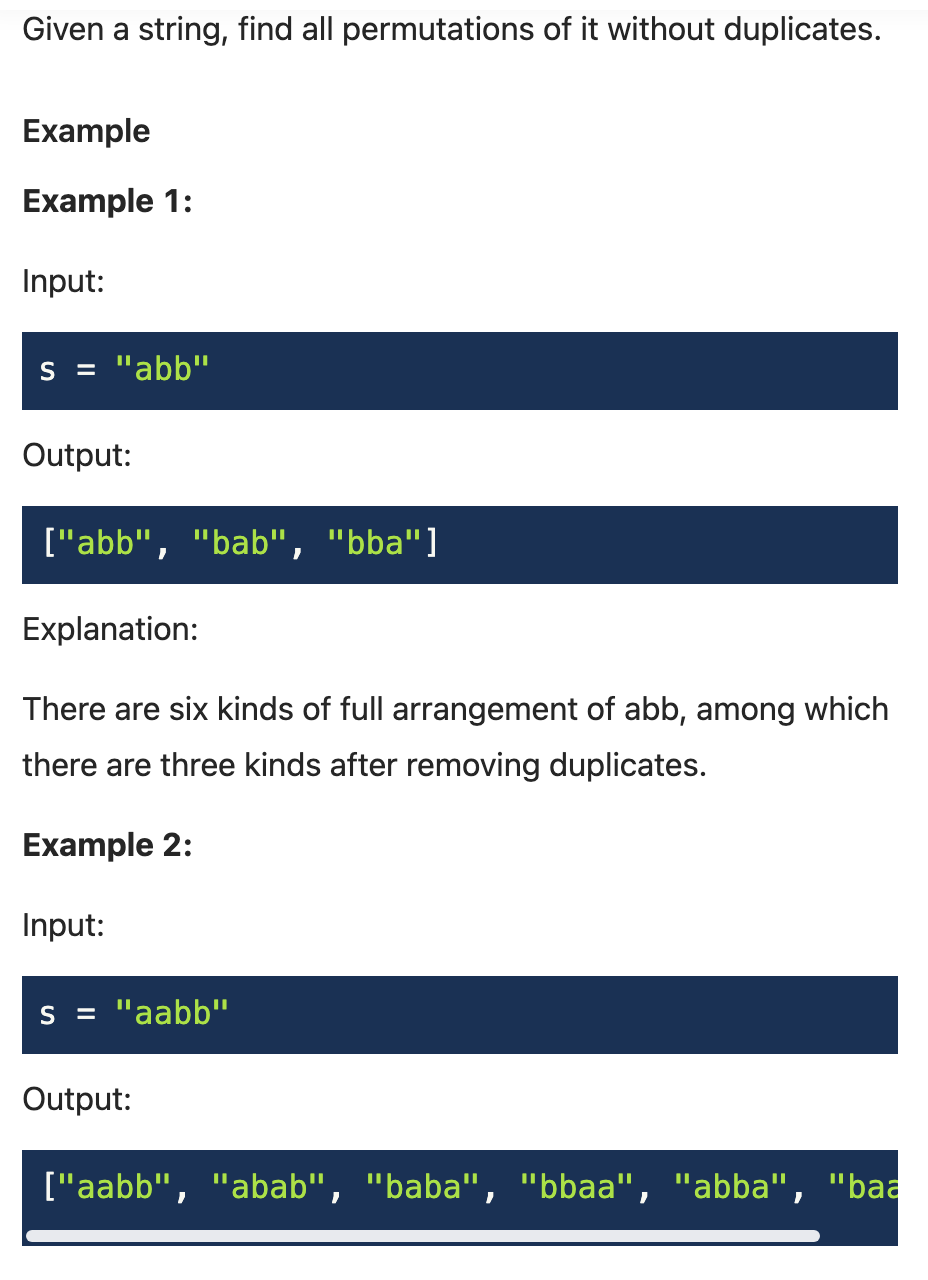 Given a string, find all permutations of it without duplicates.
Example
Example 1:
Input:
s = "abb"
Output:
["abb", "bab", "bba"]
Explanation:
There are six kinds of full arrangement of abb, among which
there are three kinds after removing duplicates.
Example 2:
Input:
s = "aabb"
Output:
["aabb", "abab", "baba", "bbaa", "abba", "baa